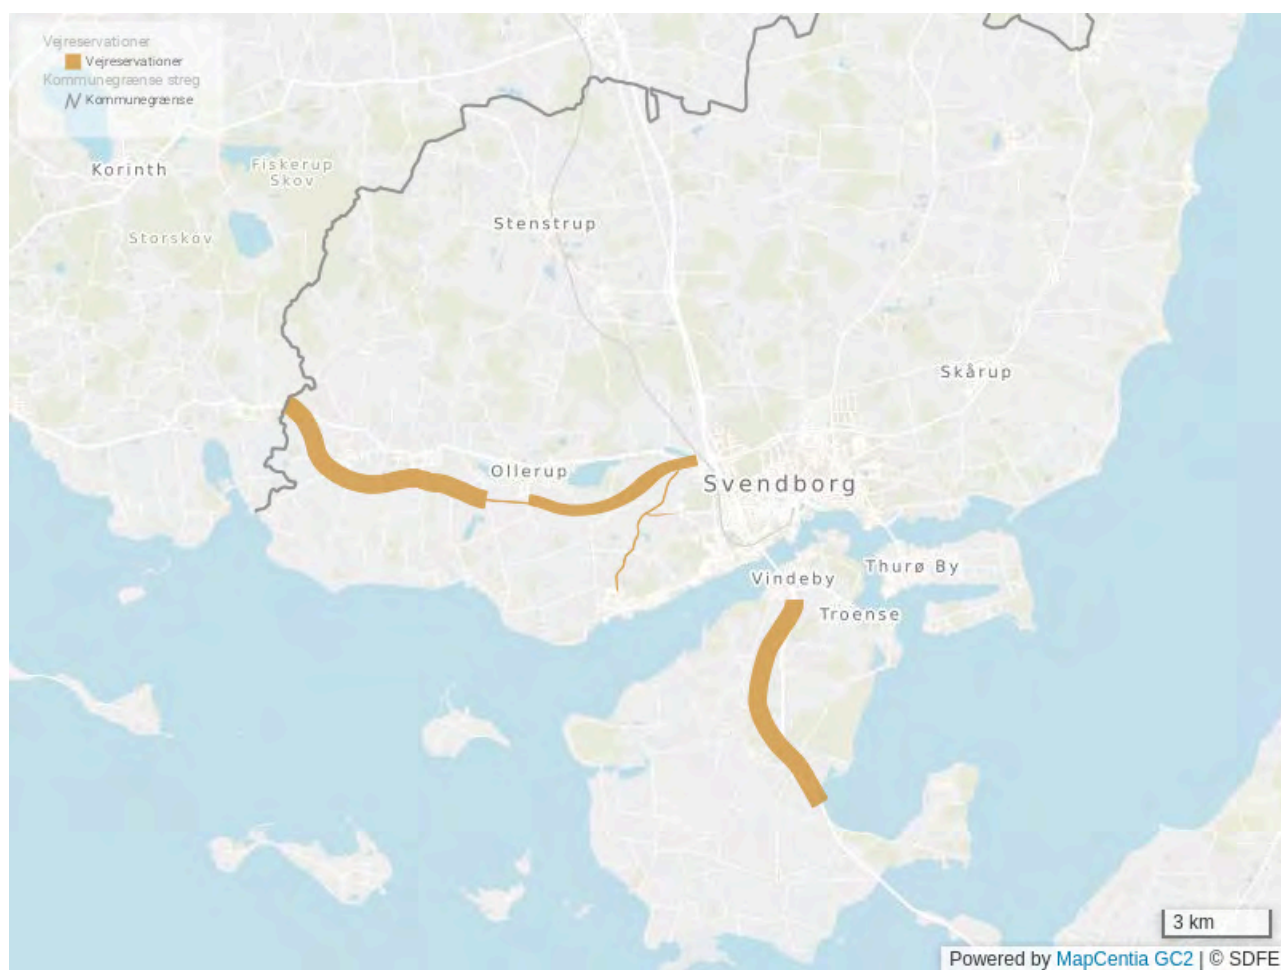 Vejreservationer
Vejreservationer
Kommunegrænse streg
Kommunegrænse
Korinth
Fiskerup
Skov
Storskov
Stenstrup
Skårup
Ollerup
Svendborg
Thurø By
Vindeby
Troense
3 km
Powered by MapCentia GC2 | © SDFE